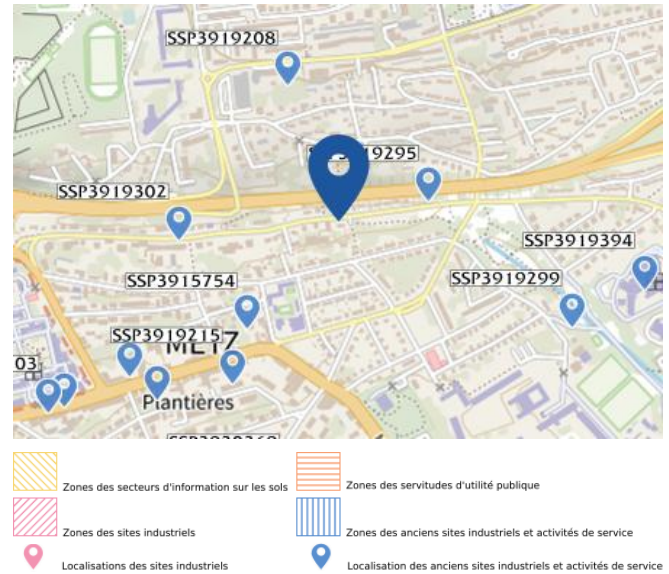 SSP3919208
SSP3919295
SSP3919302
SSP3919394
SSP3915754
SSP3919299
SSP3919215
METZ
03
Plantières
Zones des secteurs d'information sur les sols
Zones des servitudes d'utilité publique
Zones des sites industriels
Zones des anciens sites industriels et activités de service
Localisations des sites industriels
Localisation des anciens sites industriels et activités de service